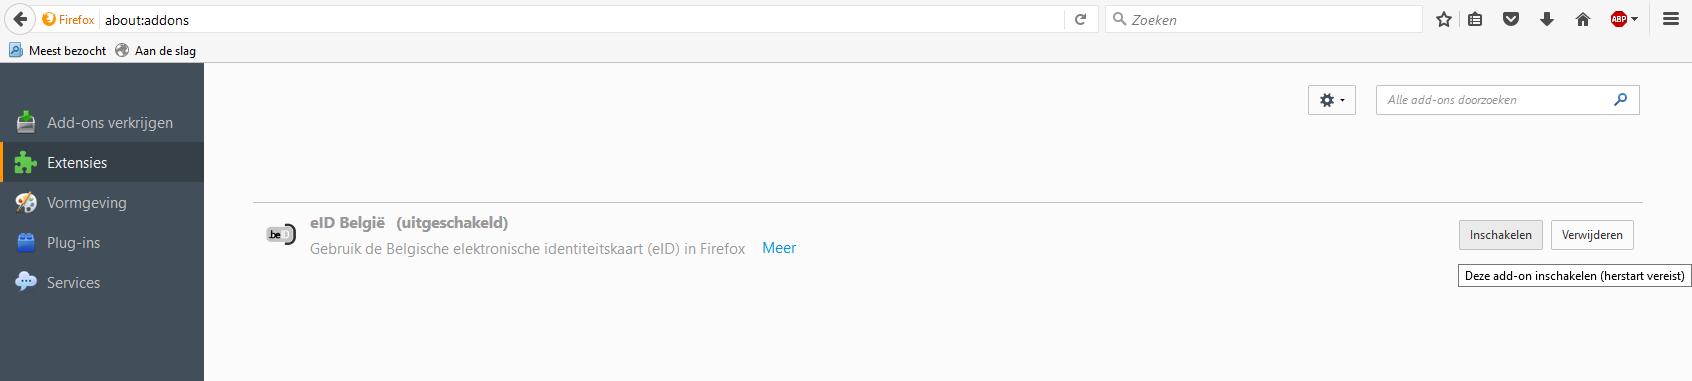 Firefox about:addons Zoeken ABP
Meest bezocht Aan de slag
Alle add-ons doorzoeken
Add-ons verkrijgen
Extensies
Vormgeving
Plug-ins
Services
.beID
eID België (uitgeschakeld)
Gebruik de Belgische elektronische identiteitskaart (eID) in Firefox Meer
Inschakelen Verwijderen
Deze add-on inschakelen (herstart vereist)